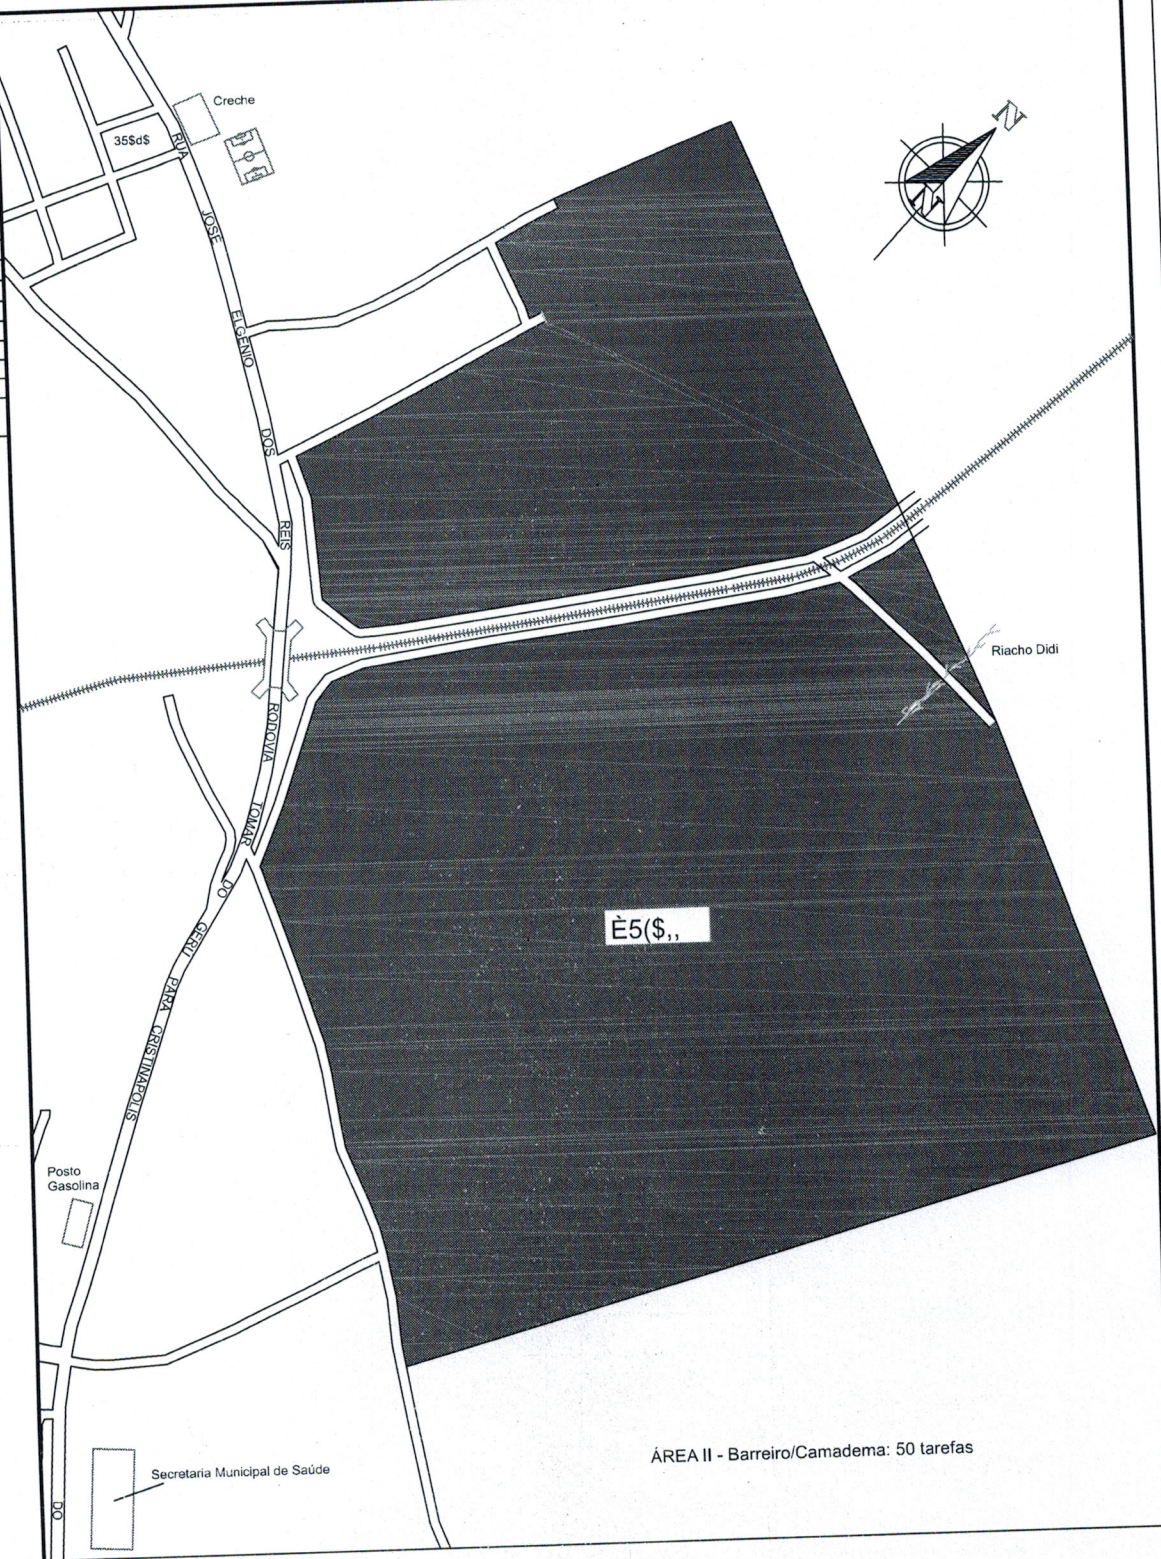 Creche
35$d$
N
RUA JOSE ELGENIO DOS REIS
Riacho Didi
RODOVIA TOMAR DO GERU PARA CRISTINAPOLIS
È5($,,
Posto
Gasolina
Secretaria Municipal de Saúde
DO
ÁREA II - Barreiro/Camadema: 50 tarefas